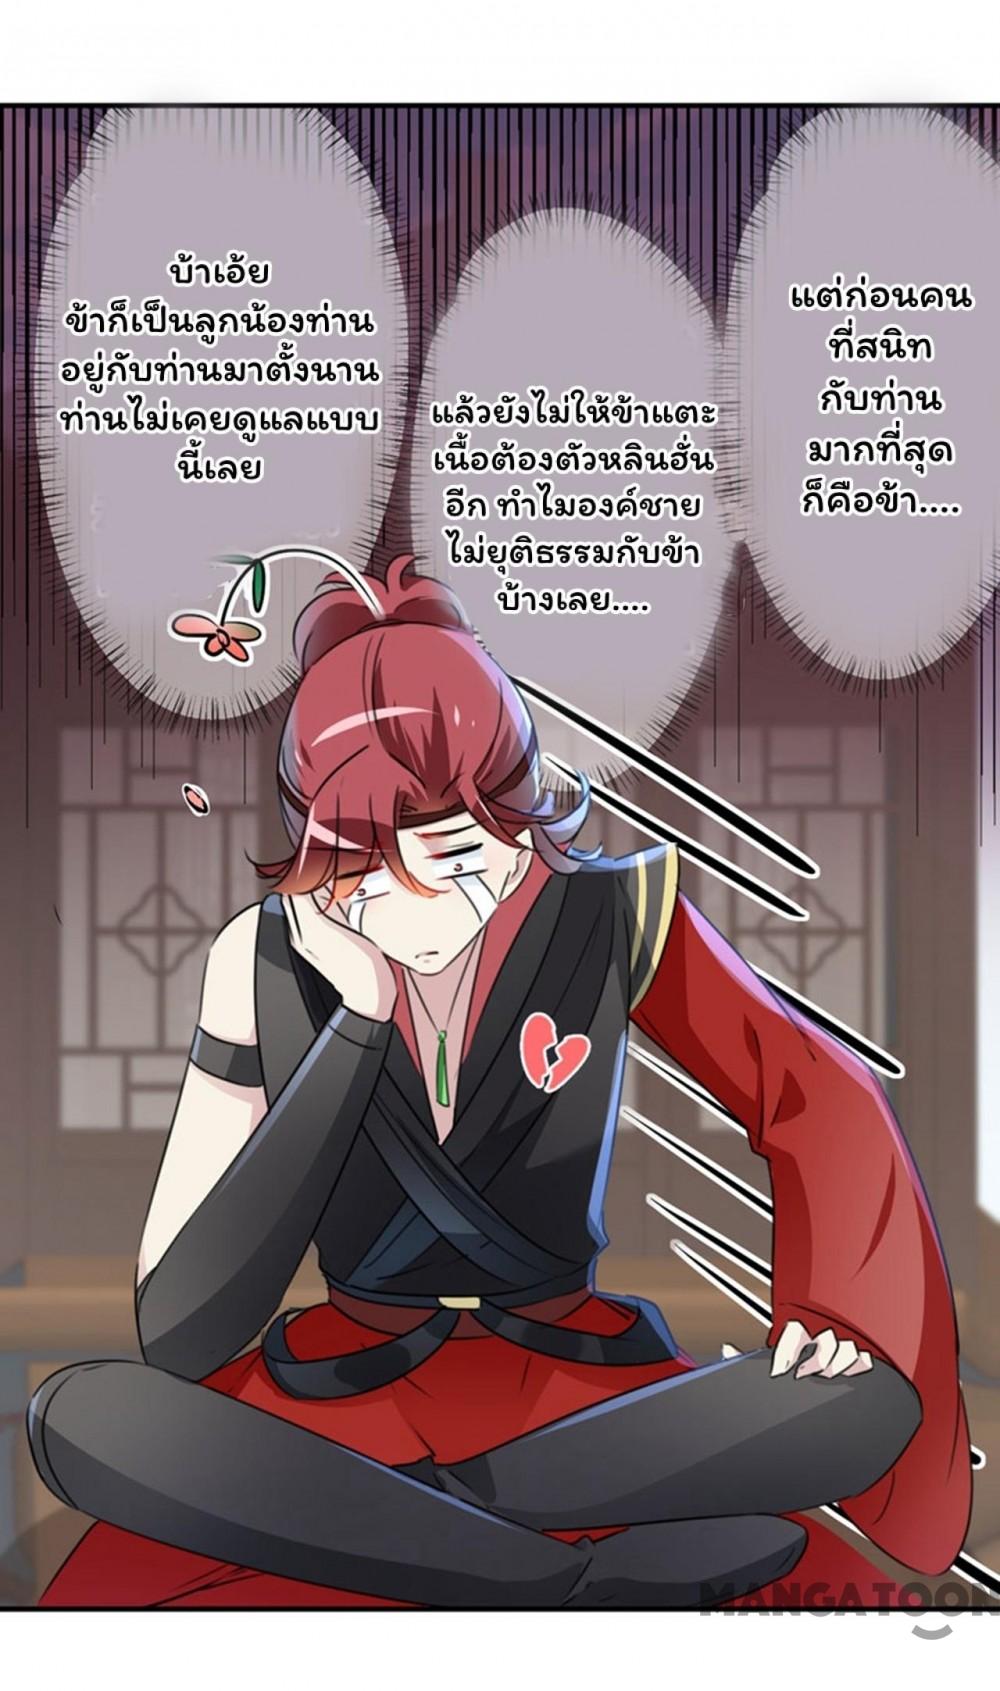 บ้าเอ้ย
ข้าก็เป็นลูกน้องท่าน
อยู่กับท่านมาตั้งนาน
ท่านไม่เคยดูแลแบบ
นี้เลย
แล้วยังไม่ให้ข้าแตะ
เนื้อต้องตัวหลินฮั่น
อีก ทำไมองค์ชาย
ไม่ยุติธรรมกับข้า
บ้างเลย....
แต่ก่อนคน
ที่สนิท
กับท่าน
มากที่สุด
ก็คือข้า....
MANGATOON